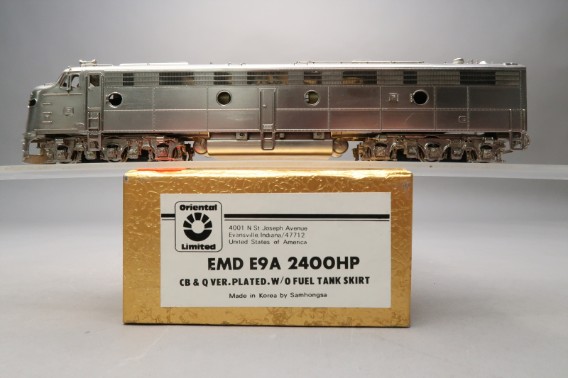 Oriental
Limited
4001 N St Joseph Avenue
Evansville Indiana/47712
United States of America
EMD E9A 2400HP
CB & Q VER. PLATED. W/O FUEL TANK SKIRT
Made in Korea by Samhongsa